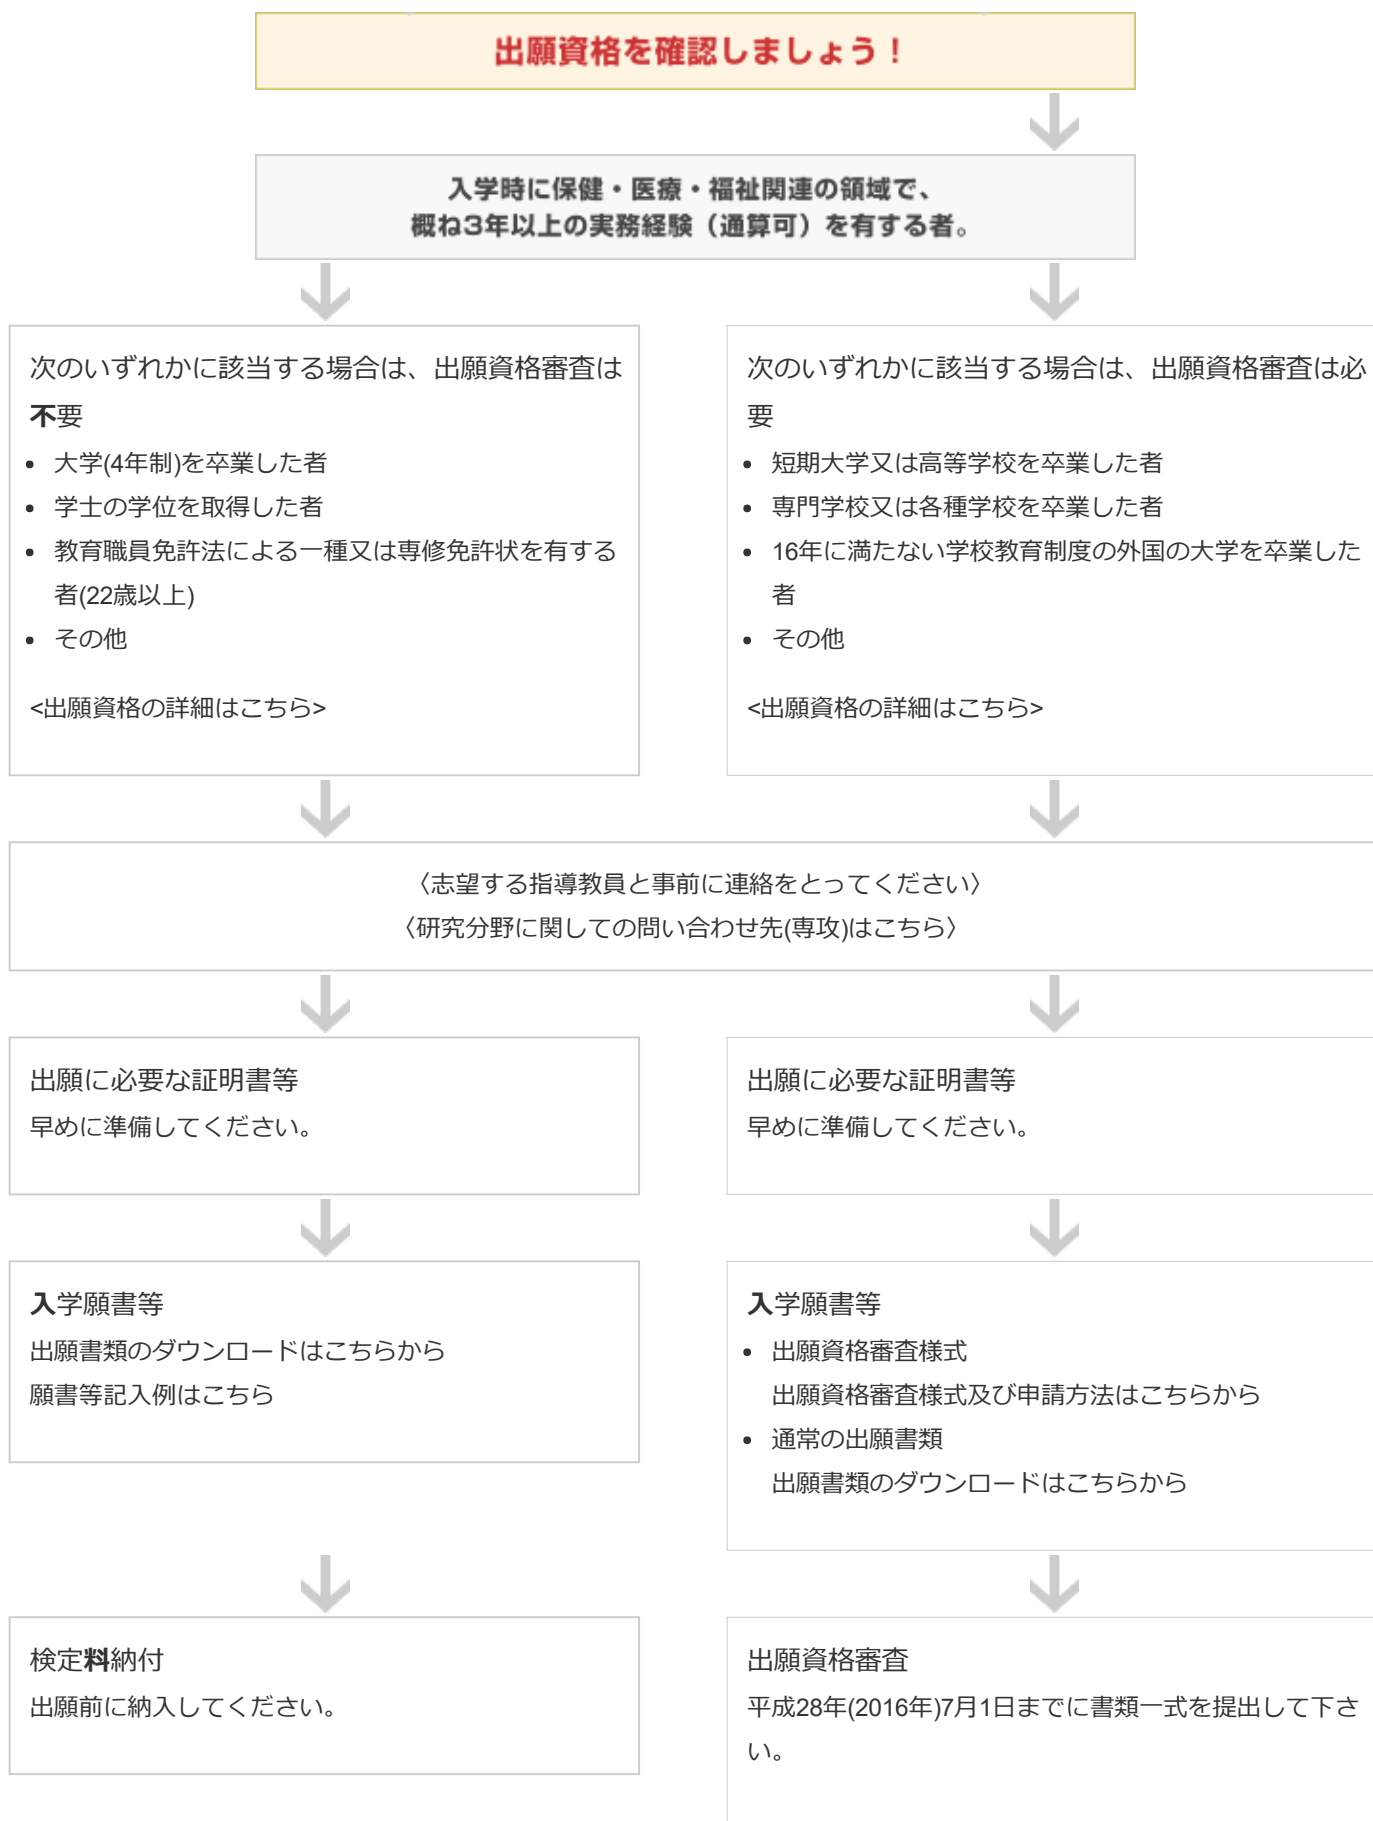 出願資格を確認しましょう！
入学時に保健・医療・福祉関連の領域で、
概ね3年以上の実務経験（通算可）を有する者。
次のいずれかに該当する場合は、出願資格審査は
不要
• 大学(4年制)を卒業した者
• 学士の学位を取得した者
• 教育職員免許法による一種又は専修免許状を有する
者(22歳以上)
• その他
<出願資格の詳細はこちら>
次のいずれかに該当する場合は、出願資格審査は必
要
• 短期大学又は高等学校を卒業した者
• 専門学校又は各種学校を卒業した者
• 16年に満たない学校教育制度の外国の大学を卒業した
者
• その他
<出願資格の詳細はこちら>
〈志望する指導教員と事前に連絡をとってください〉
〈研究分野に関しての問い合わせ先(専攻)はこちら〉
出願に必要な証明書等
早めに準備してください。
出願に必要な証明書等
早めに準備してください。
入学願書等
出願書類のダウンロードはこちらから
願書等記入例はこちら
入学願書等
• 出願資格審査様式
出願資格審査様式及び申請方法はこちらから
• 通常の出願書類
出願書類のダウンロードはこちらから
検定料納付
出願前に納入してください。
出願資格審査
平成28年(2016年)7月1日までに書類一式を提出して下さ
い。